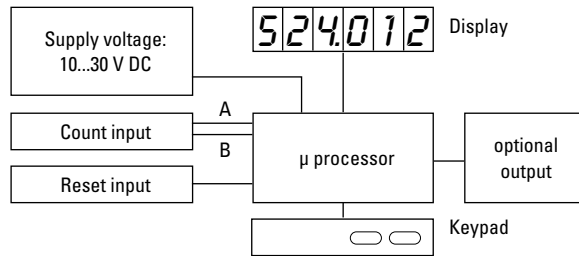 Supply voltage:
10...30 V DC
524.012
Display
A
Count input
B
µ processor
optional
output
Reset input
Keypad